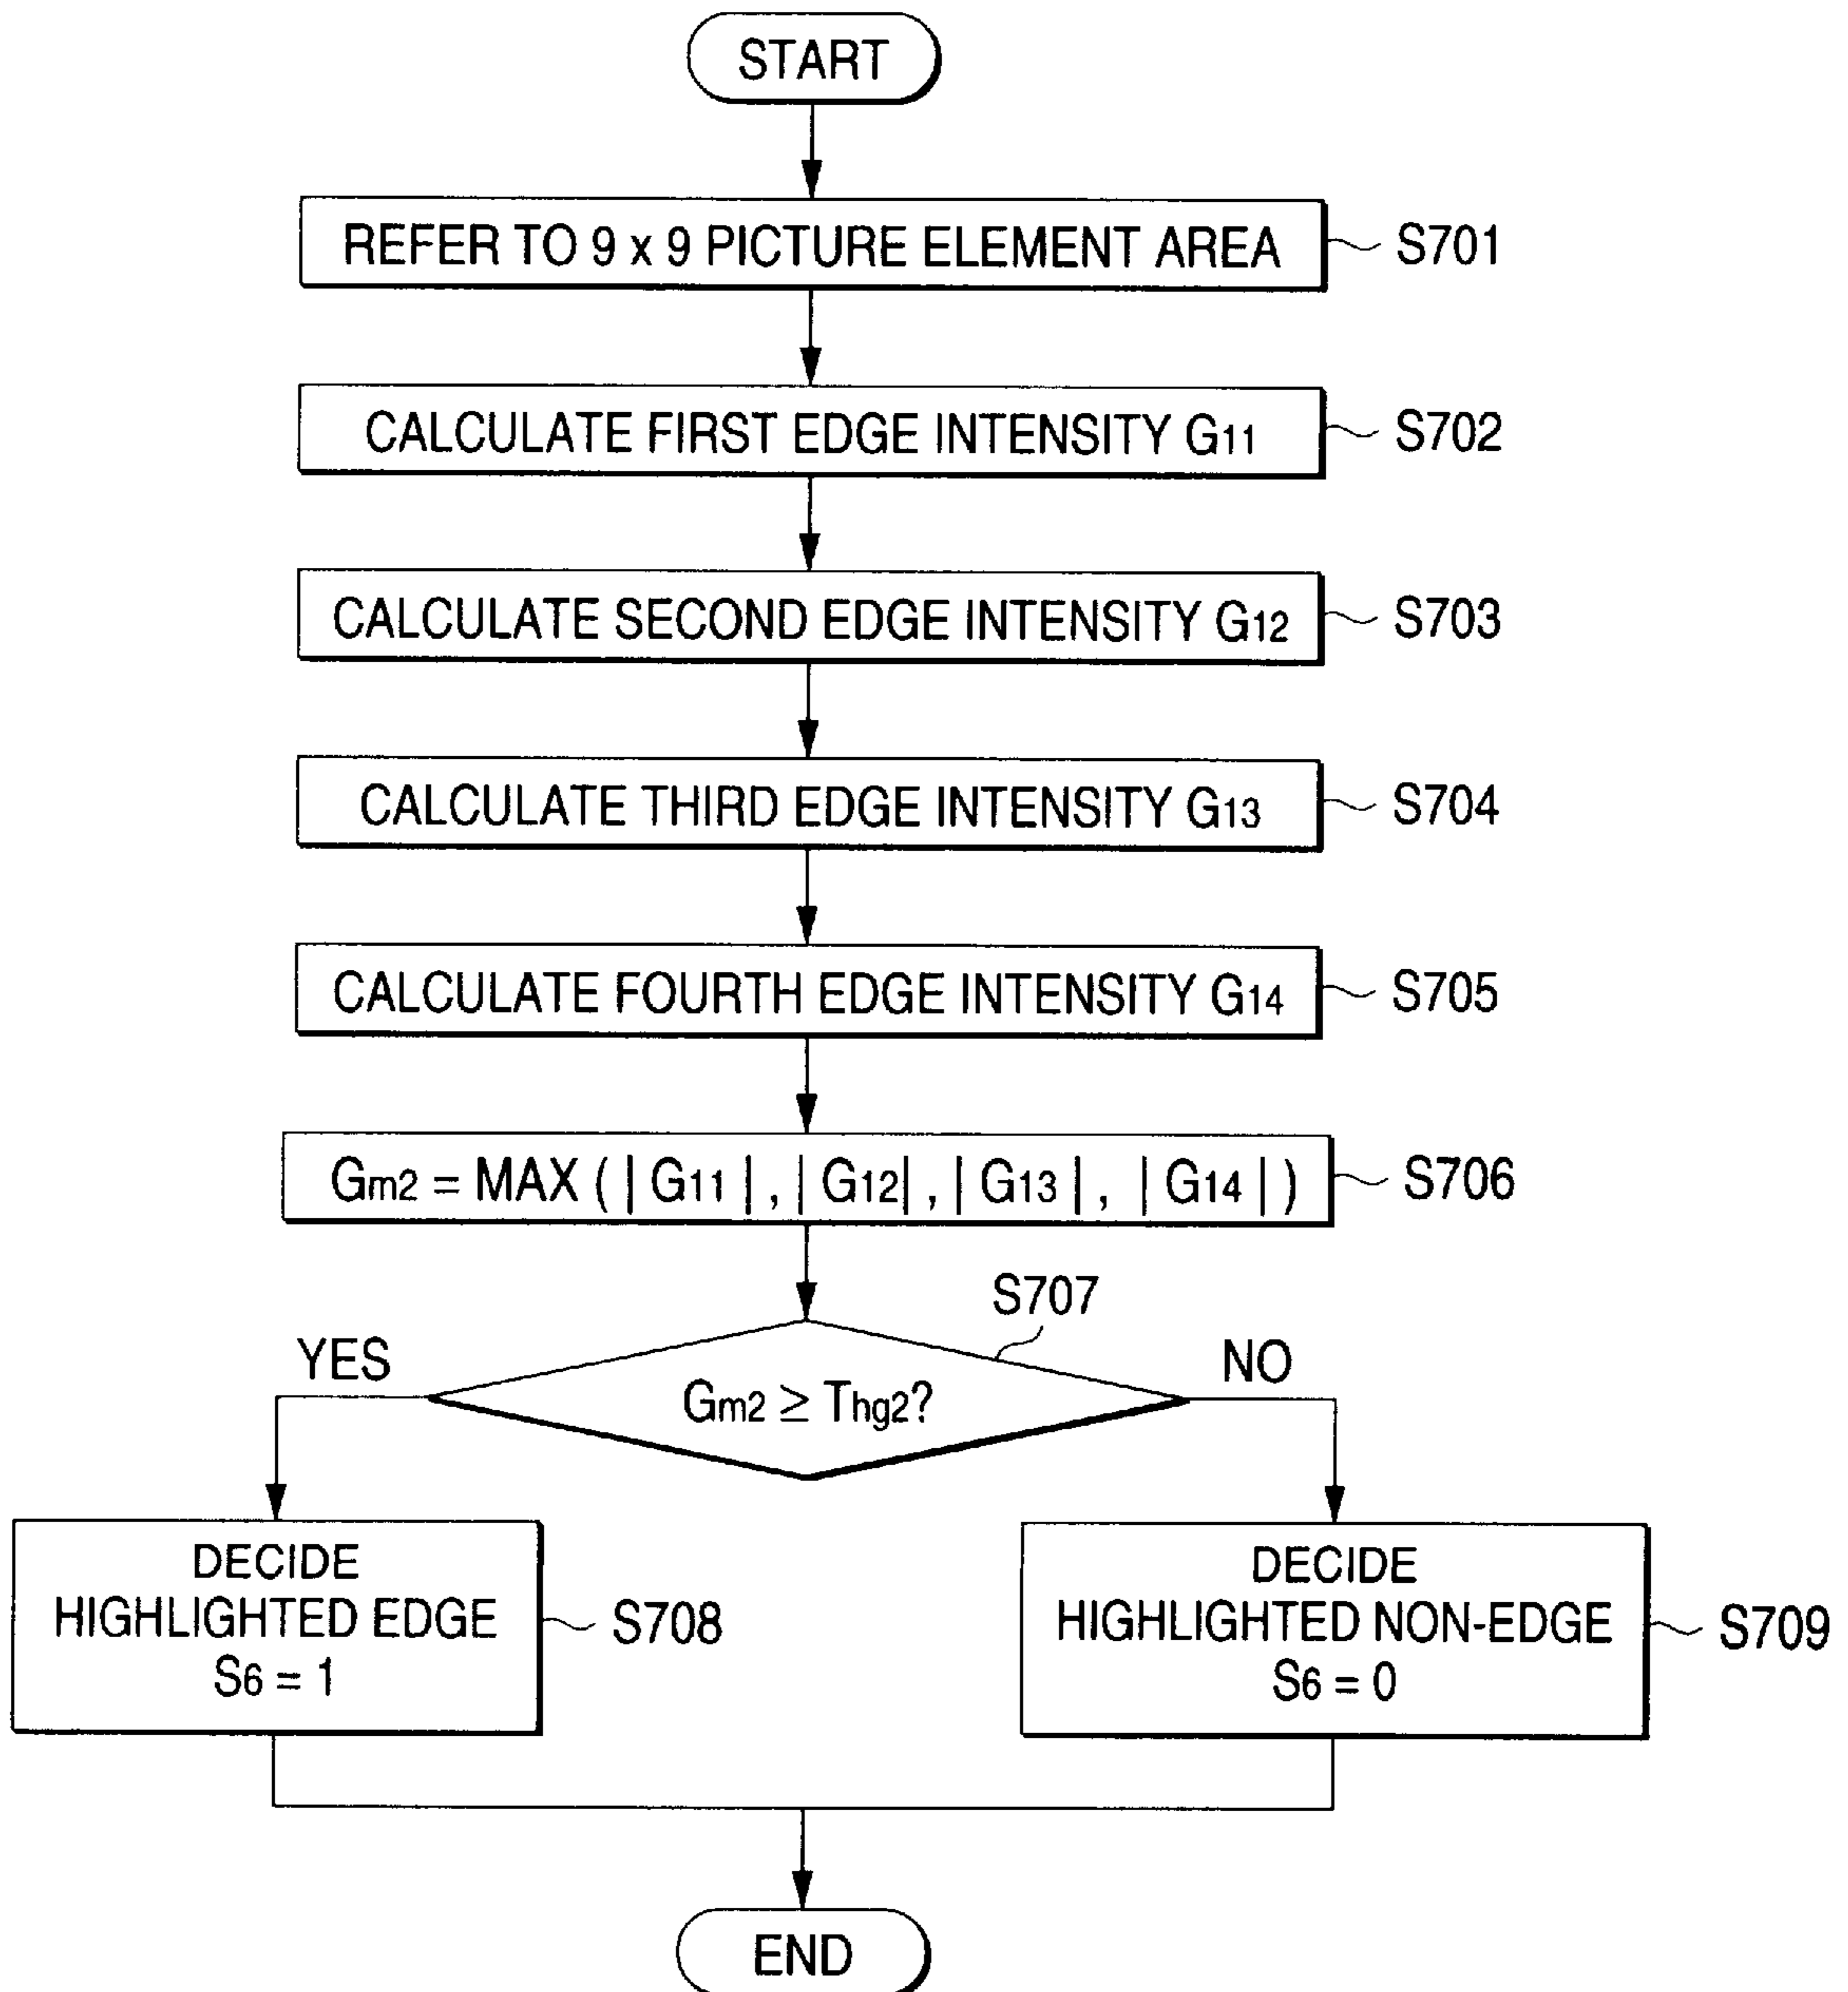 START
REFER TO 9 x 9 PICTURE ELEMENT AREA
S701
CALCULATE FIRST EDGE INTENSITY G11
S702
CALCULATE SECOND EDGE INTENSITY G12
S703
CALCULATE THIRD EDGE INTENSITY G13
S704
CALCULATE FOURTH EDGE INTENSITY G14
S705
Gm2 = MAX ( | G11 | , | G12 | , | G13 | , | G14 | )
S706
S707
YES
Gm2 ≥ Thg2?
NO
DECIDE
HIGHLIGHTED EDGE
S6 = 1
S708
DECIDE
HIGHLIGHTED NON-EDGE
S6 = 0
S709
END